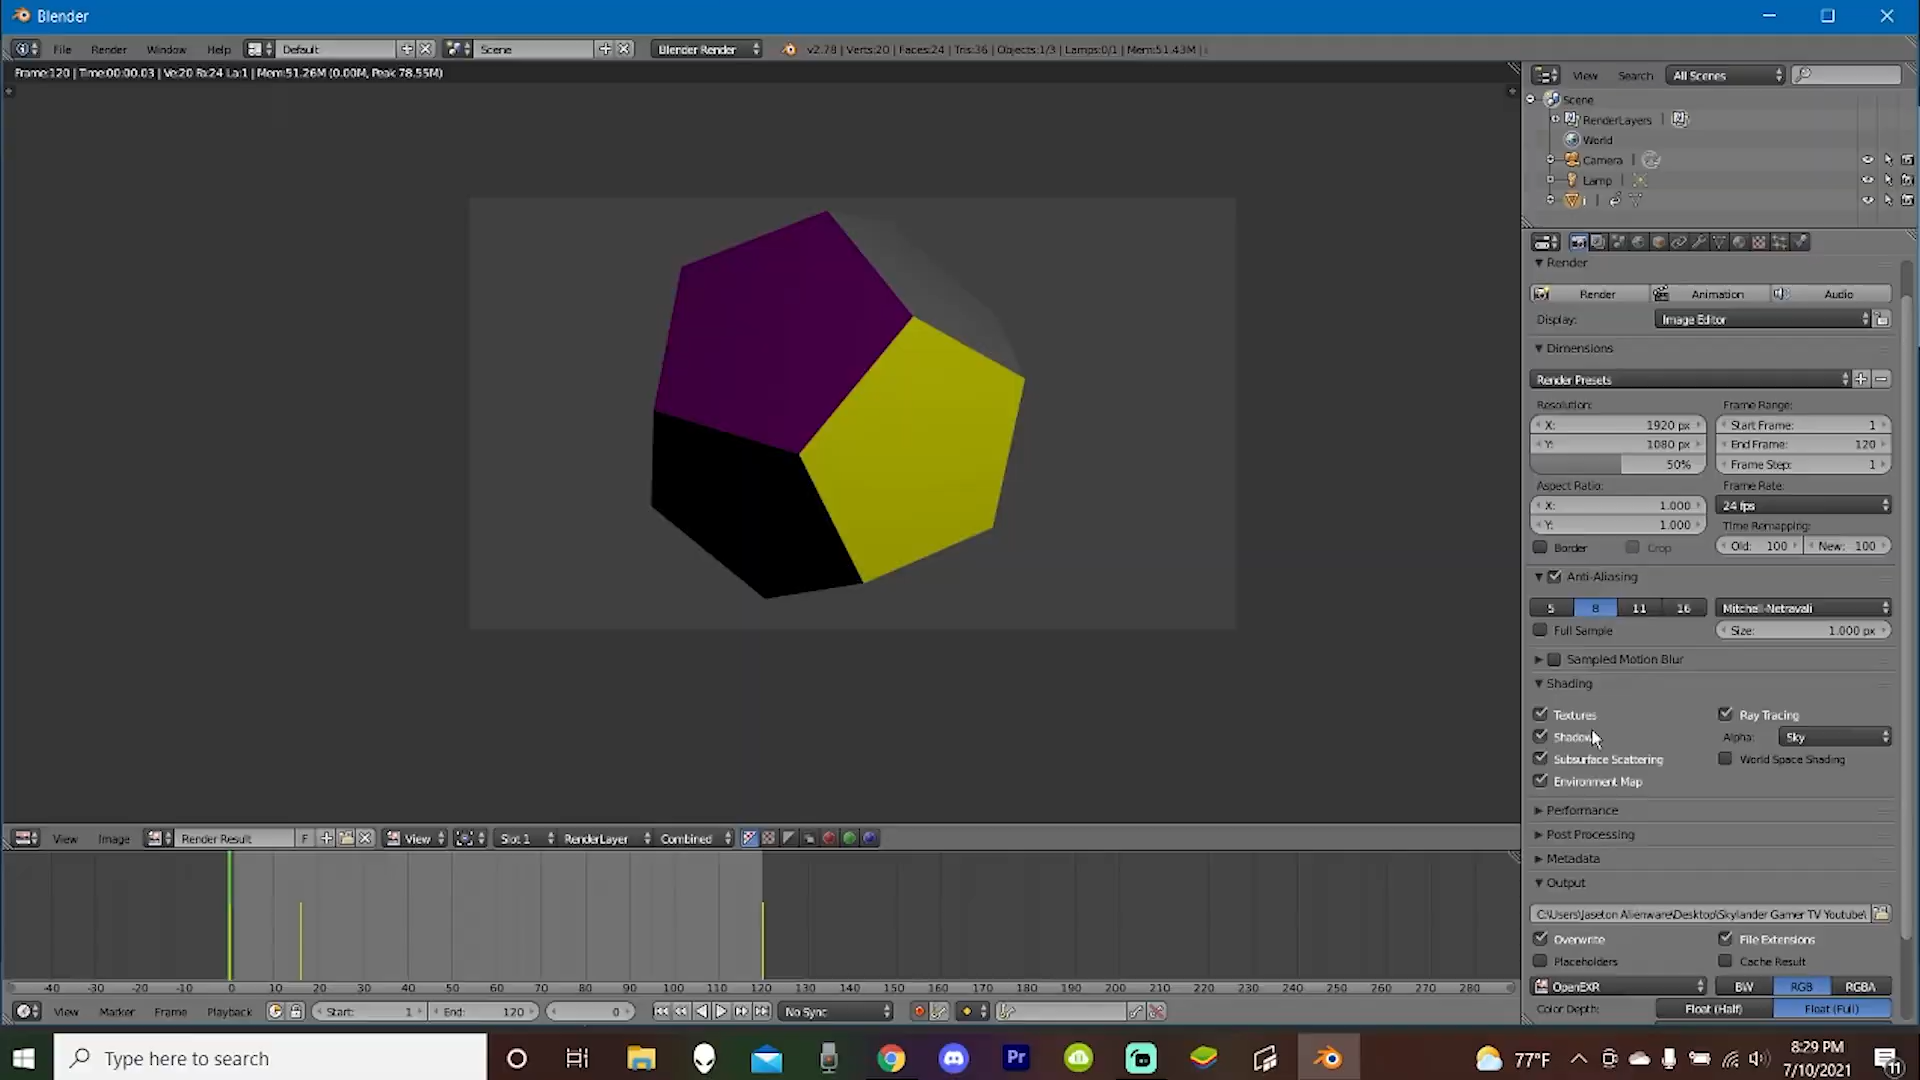 Blender
File Render Window Help Default Scene Blender Render v2.78 | Verts:20 | Faces:24 | Tris:36 | Objects:1/3 | Lamps:0/1 | Mem:51.43M | i
Frame:120 | Time:00:00.03 | Ve:20 Fa:24 La:1 | Mem:51.26M (0.00M, Peak 78.55M)
View Search All Scenes
Scene
RenderLayers
World
Camera
Lamp
i
Render
Render Animation Audio
Display: Image Editor
Dimensions
Render Presets
Resolution: Frame Range:
X: 1920 px Start Frame: 1
Y: 1080 px End Frame: 120
50% Frame Step: 1
Aspect Ratio: Frame Rate:
X: 1.000 24 fps
Y: 1.000 Time Remapping:
Border Crop Old: 100 New: 100
Anti-Aliasing
5 8 11 16 Mitchell-Netravali
Full Sample Size: 1.000 px
Sampled Motion Blur
Shading
Textures Ray Tracing
Shadow Alpha: Sky
Subsurface Scattering World Space Shading
Environment Map
Performance
Post Processing
Metadata
Output
C:\Users\Jaseton Alienware\Desktop\Skylander Gamer TV Youtube\
Overwrite File Extensions
Placeholders Cache Result
OpenEXR BW RGB RGBA
Color Depth: Float (Half) Float (Full)
View Image Render Result F View Slot 1 RenderLayer Combined
-40 -30 -20 -10 0 10 20 30 40 50 60 70 80 90 100 110 120 130 140 150 160 170 180 190 200 210 220 230 240 250 260 270 280
View Marker Frame Playback Start: 1 End: 120 0 No Sync
Type here to search
Pr
77°F
8:29 PM
7/10/2021
11